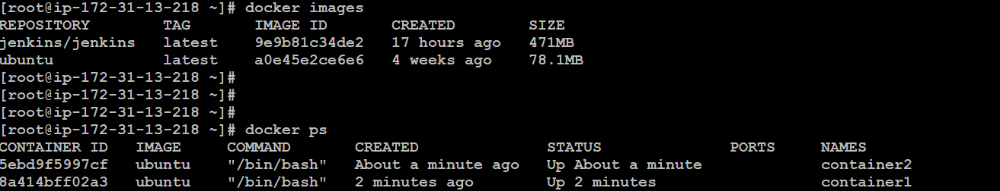 [root@ip-172-31-13-218 ~]# docker images
REPOSITORY        TAG       IMAGE ID       CREATED        SIZE
jenkins/jenkins   latest    9e9b81c34de2   17 hours ago   471MB
ubuntu            latest    a0e45e2ce6e6   4 weeks ago    78.1MB
[root@ip-172-31-13-218 ~]#
[root@ip-172-31-13-218 ~]#
[root@ip-172-31-13-218 ~]#
[root@ip-172-31-13-218 ~]# docker ps
CONTAINER ID   IMAGE     COMMAND       CREATED              STATUS              PORTS     NAMES
5ebd9f5997cf   ubuntu    "/bin/bash"   About a minute ago   Up About a minute             container2
8a414bff02a3   ubuntu    "/bin/bash"   2 minutes ago        Up 2 minutes                  container1